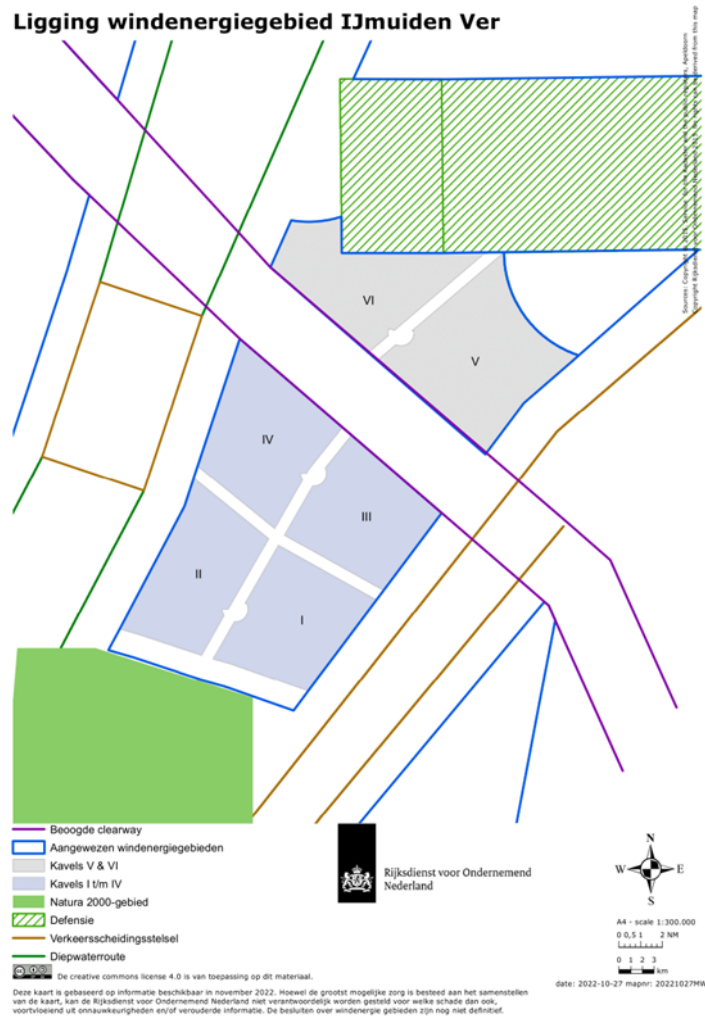 Ligging windenergiegebied IJmuiden Ver
VI
V
IV
III
II
I
Beoogde clearway
Aangewezen windenergiegebieden
Kavels V & VI
Kavels I t/m IV
Natura 2000-gebied
Defensie
Verkeersscheidingsstelsel
Diepwaterroute
Rijksdienst voor Ondernemend
Nederland
N
W E
S
A4 - scale 1:300.000
0 0,5 1 2 NM
0 1 2 3
km
date: 2022-10-27 mapnr: 20221027MW
De creative commons license 4.0 is van toepassing op dit materiaal.
Deze kaart is gebaseerd op informatie beschikbaar in november 2022. Hoewel de grootst mogelijke zorg is besteed aan het samenstellen
van de kaart, kan de Rijksdienst voor Ondernemend Nederland niet verantwoordelijk worden gesteld voor welke schade dan ook,
voortvloeiend uit onnauwkeurigheden en/of verouderde informatie. De besluiten over windenergie gebieden zijn nog niet definitief.